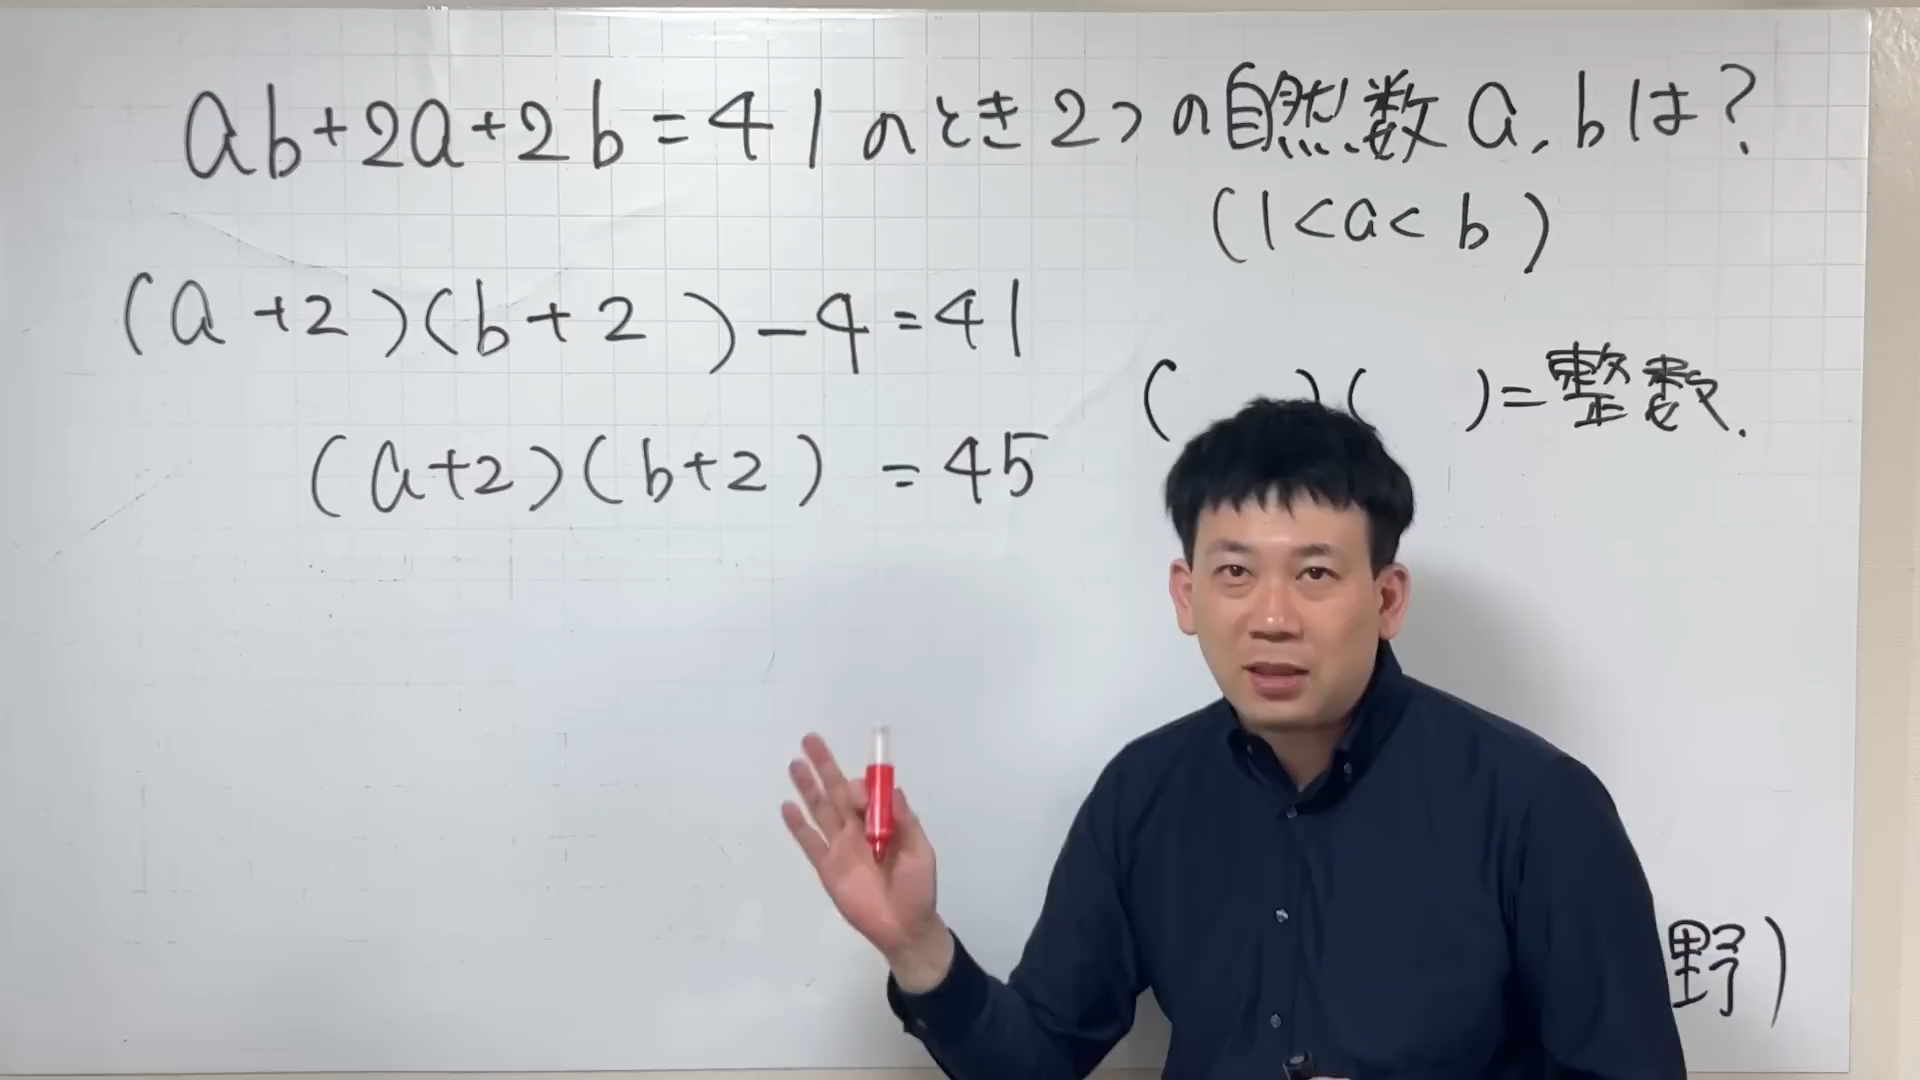 ab+2a+2b=41のとき2つの自然数a,bは?
(1<a<b)
(a+2)(b+2)-4=41
( )( )=整数.
(a+2)(b+2) =45
野)